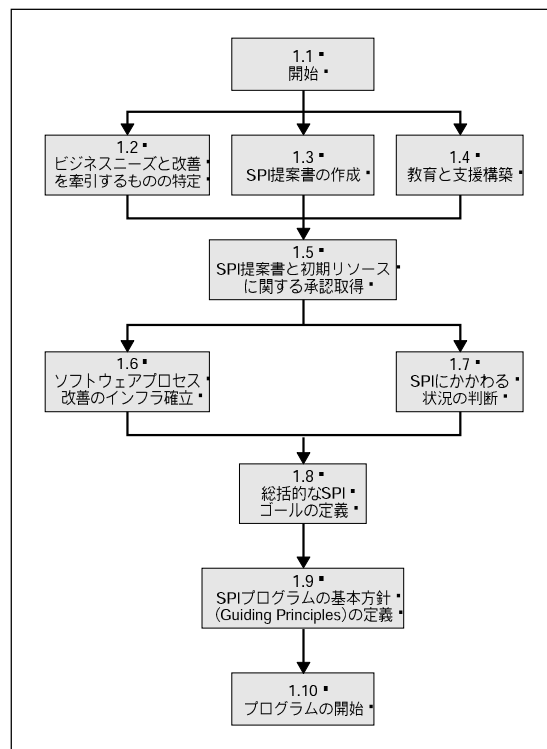 1.1
開始
1.2
ビジネスニーズと改善
を牽引するものの特定
1.3
SPI提案書の作成
1.4
教育と支援構築
1.5
SPI提案書と初期リソース
に関する承認取得
1.6
ソフトウェアプロセス
改善のインフラ確立
1.7
SPIにかかわる
状況の判断
1.8
総括的なSPI
ゴールの定義
1.9
SPIプログラムの基本方針
(Guiding Principles)の定義
1.10
プログラムの開始